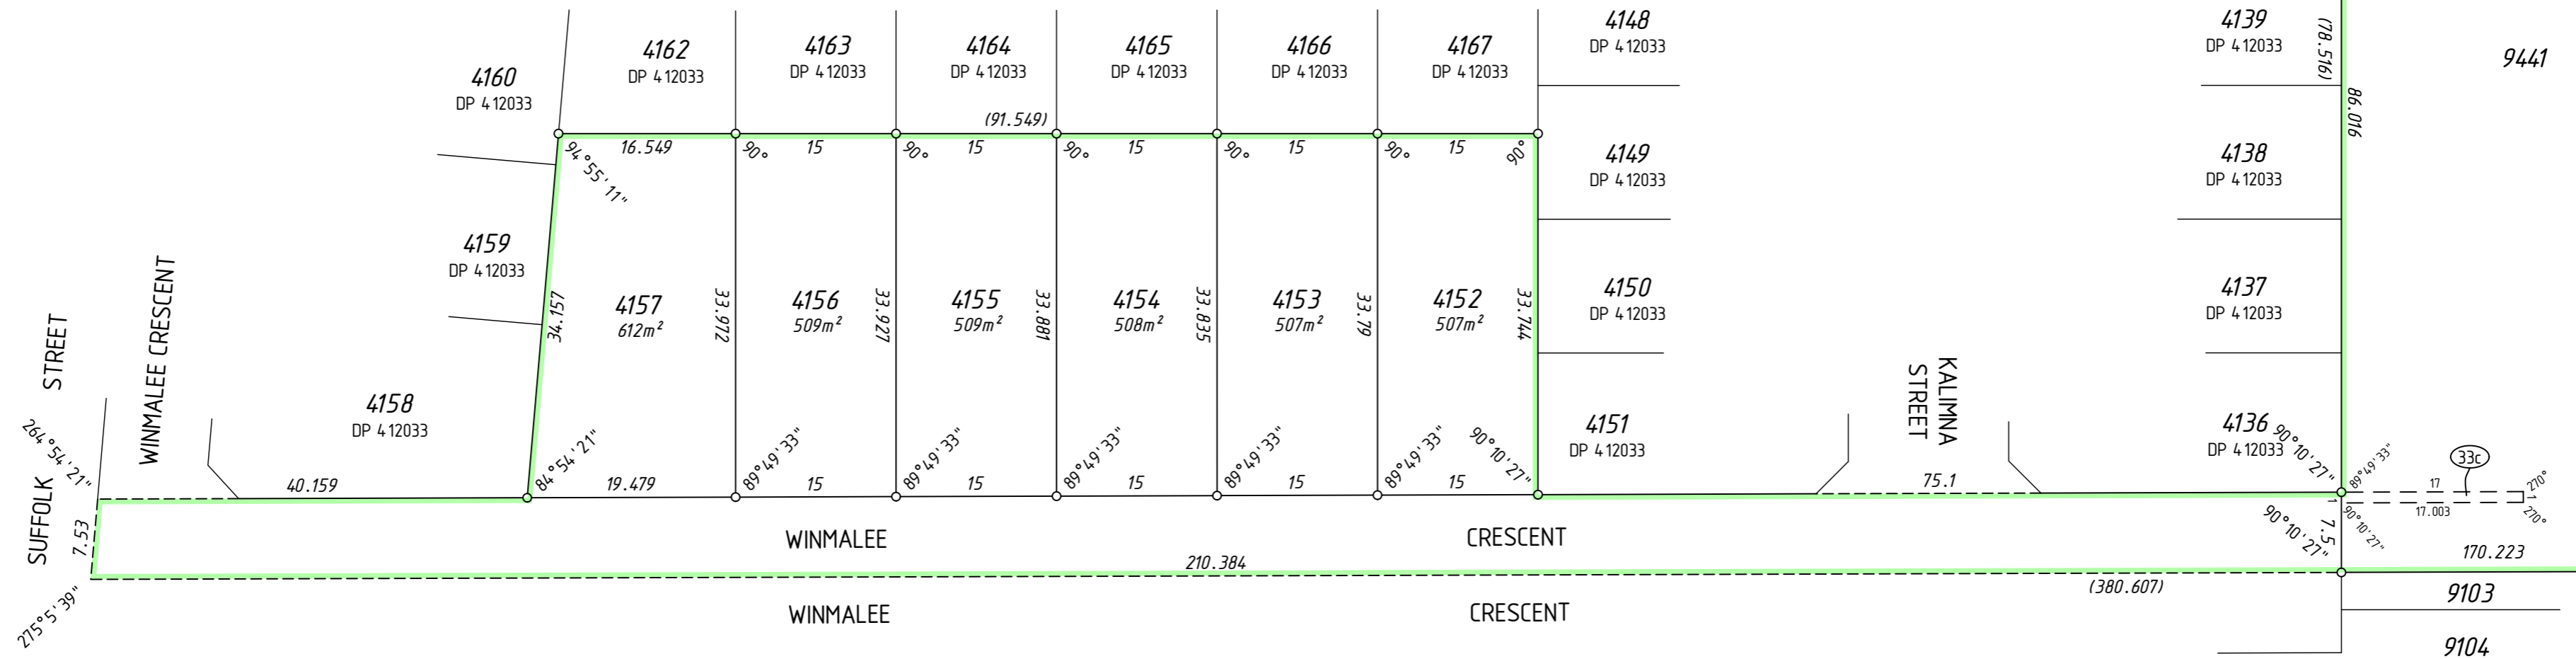 4148
DP 412033
4139
DP 412033
(78.516)
9441
4162
DP 412033
4163
DP 412033
4164
DP 412033
4165
DP 412033
4166
DP 412033
4167
DP 412033
4160
DP 412033
86.016
(91.549)
16.549
15
15
15
15
15
94°55'11"
90°
90°
90°
90°
90°
90°
4149
DP 412033
4138
DP 412033
4159
DP 412033
34.157
4157
612m²
33.972
4156
509m²
33.927
4155
509m²
33.881
4154
508m²
33.835
4153
507m²
33.79
4152
507m²
33.744
4150
DP 412033
4137
DP 412033
SUFFOLK STREET
WINMALEE CRESCENT
KALIMNA
STREET
4158
DP 412033
4151
DP 412033
4136
DP 412033
264°54'21"
84°54'21"
89°49'33"
89°49'33"
89°49'33"
89°49'33"
89°49'33"
90°10'27"
90°10'27"
89°49'33"
33c
40.159
19.479
15
15
15
15
15
75.1
17
270°
1
1
17.003
270°
90°10'27"
90°10'27"
7.53
7.5
WINMALEE CRESCENT
170.223
210.384
275°5'39"
(380.607)
9103
WINMALEE CRESCENT
9104